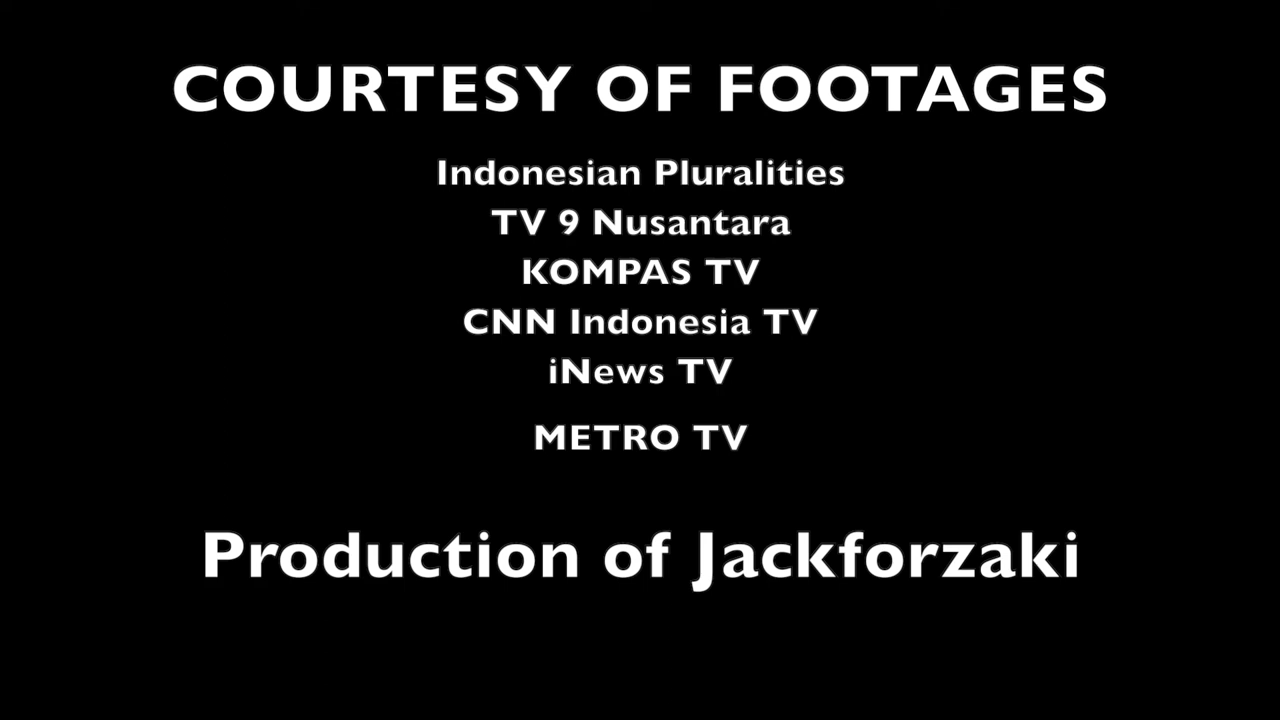 COURTESY OF FOOTAGES
Indonesian Pluralities
TV 9 Nusantara
KOMPAS TV
CNN Indonesia TV
iNews TV
METRO TV
Production of Jackforzaki